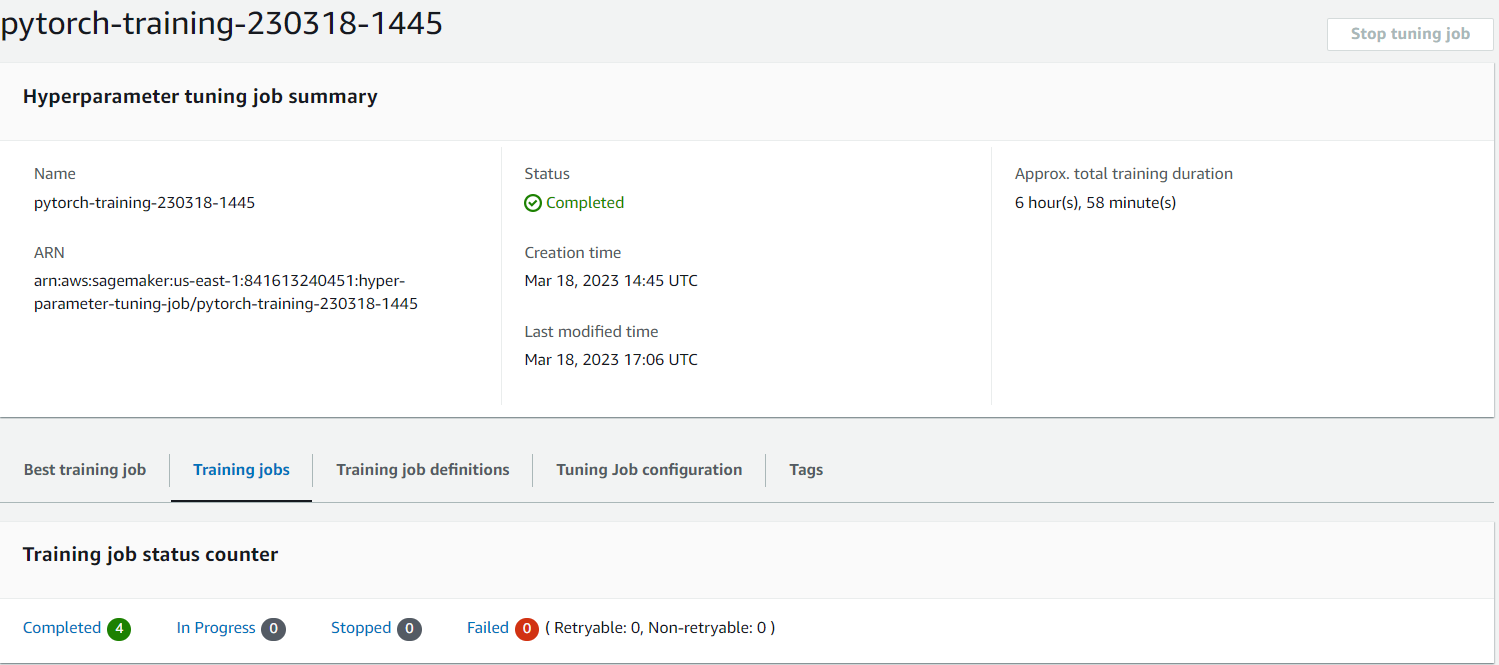 pytorch-training-230318-1445
Stop tuning job
Hyperparameter tuning job summary
Name
pytorch-training-230318-1445
ARN
arn:aws:sagemaker:us-east-1:841613240451:hyper-
parameter-tuning-job/pytorch-training-230318-1445
Status
Completed
Creation time
Mar 18, 2023 14:45 UTC
Last modified time
Mar 18, 2023 17:06 UTC
Approx. total training duration
6 hour(s), 58 minute(s)
Best training job Training jobs Training job definitions Tuning Job configuration Tags
Training job status counter
Completed 4 In Progress 0 Stopped 0 Failed 0 ( Retryable: 0, Non-retryable: 0 )